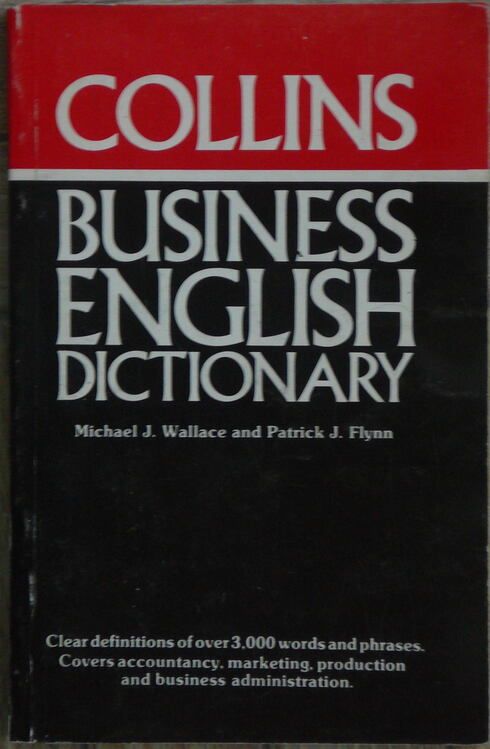 COLLINS
BUSINESS
ENGLISH
DICTIONARY
Michael J. Wallace and Patrick J. Flynn
Clear definitions of over 3,000 words and phrases.
Covers accountancy, marketing, production
and business administration.